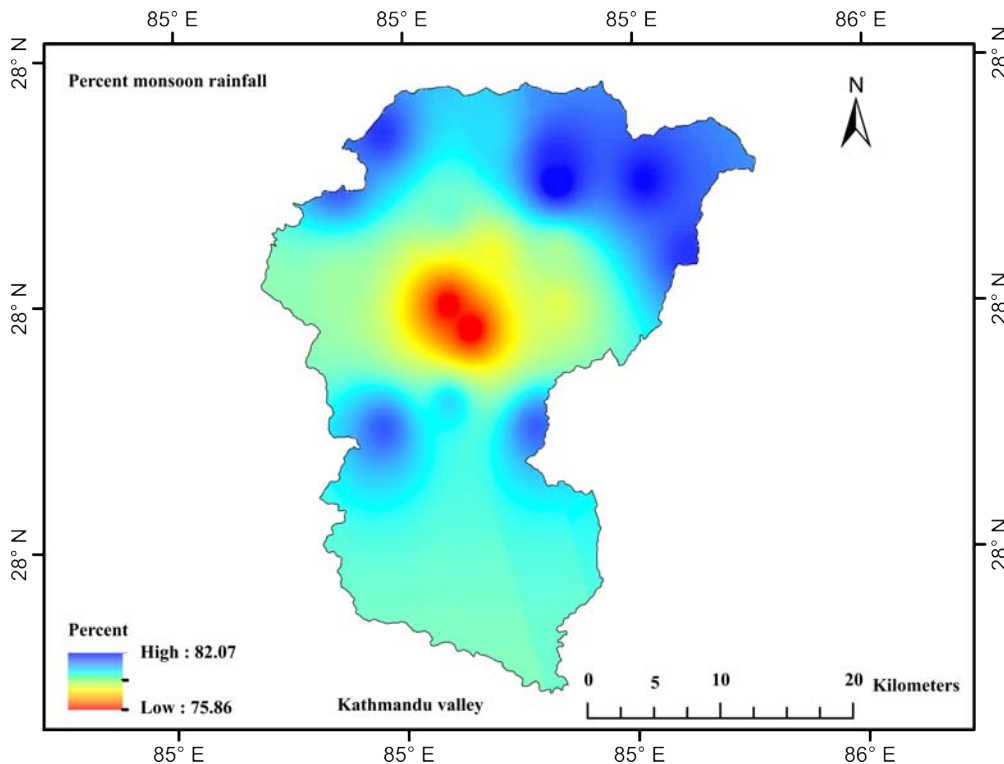 85° E 85° E 85° E 86° E
28° N 28° N
Percent monsoon rainfall
N
28° N 28° N
28° N 28° N
Percent
High : 82.07
Low : 75.86
Kathmandu valley
0 5 10 20 Kilometers
85° E 85° E 85° E 86° E